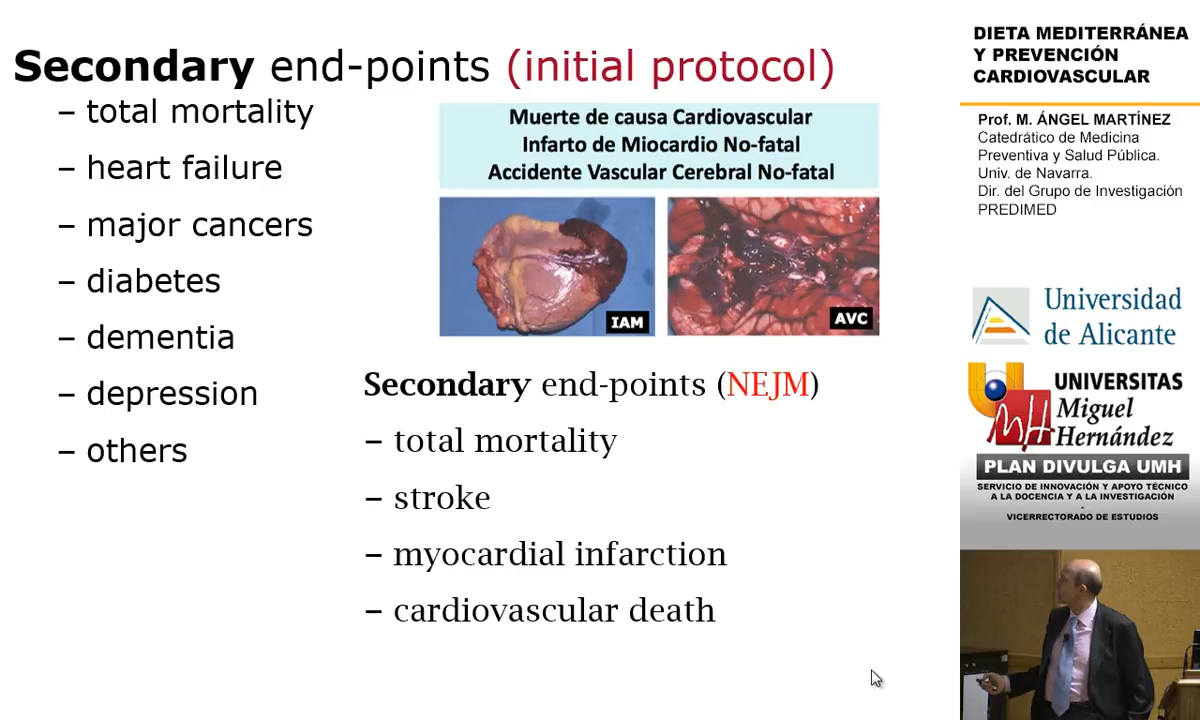 Secondary end-points (initial protocol)
– total mortality
– heart failure
– major cancers
– diabetes
– dementia
– depression
– others
Muerte de causa Cardiovascular
Infarto de Miocardio No-fatal
Accidente Vascular Cerebral No-fatal
IAM
AVC
Secondary end-points (NEJM)
– total mortality
– stroke
– myocardial infarction
– cardiovascular death
DIETA MEDITERRÁNEA
Y PREVENCIÓN
CARDIOVASCULAR
Prof. M. ÁNGEL MARTÍNEZ
Catedrático de Medicina
Preventiva y Salud Pública.
Univ. de Navarra.
Dir. del Grupo de Investigación
PREDIMED
Universidad
de Alicante
UNIVERSITAS
Miguel
Hernández
PLAN DIVULGA UMH
SERVICIO DE INNOVACIÓN Y APOYO TÉCNICO
A LA DOCENCIA Y A LA INVESTIGACIÓN
-
VICERRECTORADO DE ESTUDIOS